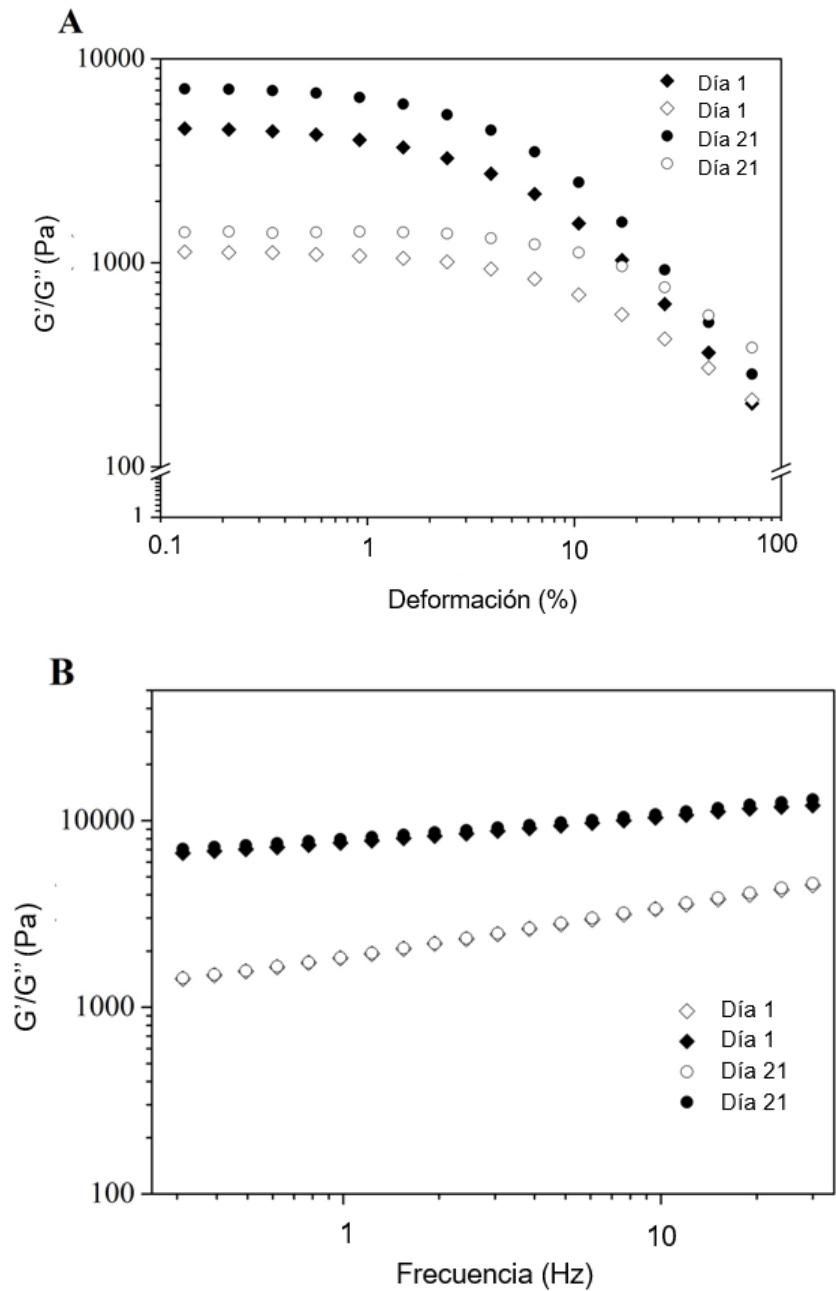 A
10000
Día 1
Día 1
Día 21
Día 21
1000
G'/G'' (Pa)
100
1
0.1 1 10 100
Deformación (%)
B
10000
G'/G'' (Pa)
1000
Día 1
Día 1
Día 21
Día 21
100
1 10
Frecuencia (Hz)